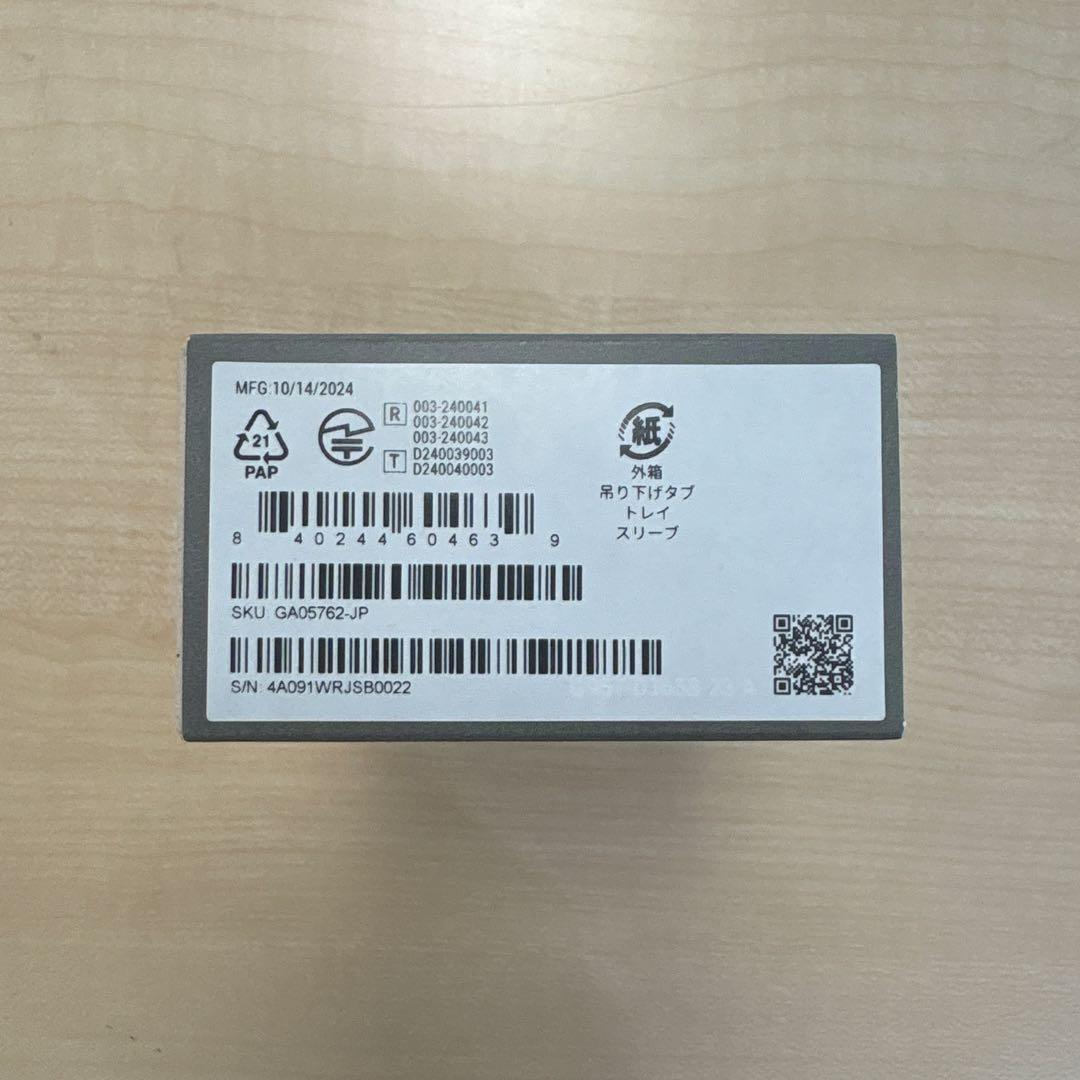 MFG:10/14/2024
21
PAP
R
003-240041
003-240042
003-240043
T
D240039003
D240040003
紙
外箱
吊り下げタブ
トレイ
スリーブ
8 40244 60463 9
SKU: GA05762-JP
S/N: 4A091WRJSB0022